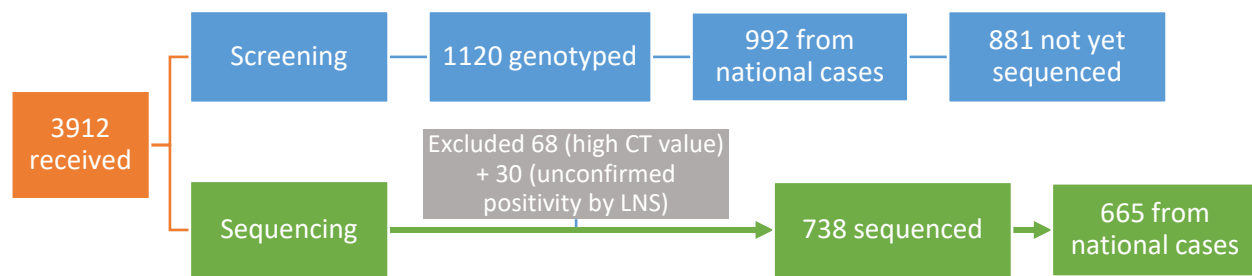 3912
received
Screening
1120 genotyped
992 from
national cases
881 not yet
sequenced
Excluded 68 (high CT value)
+ 30 (unconfirmed
positivity by LNS)
Sequencing
738 sequenced
665 from
national cases